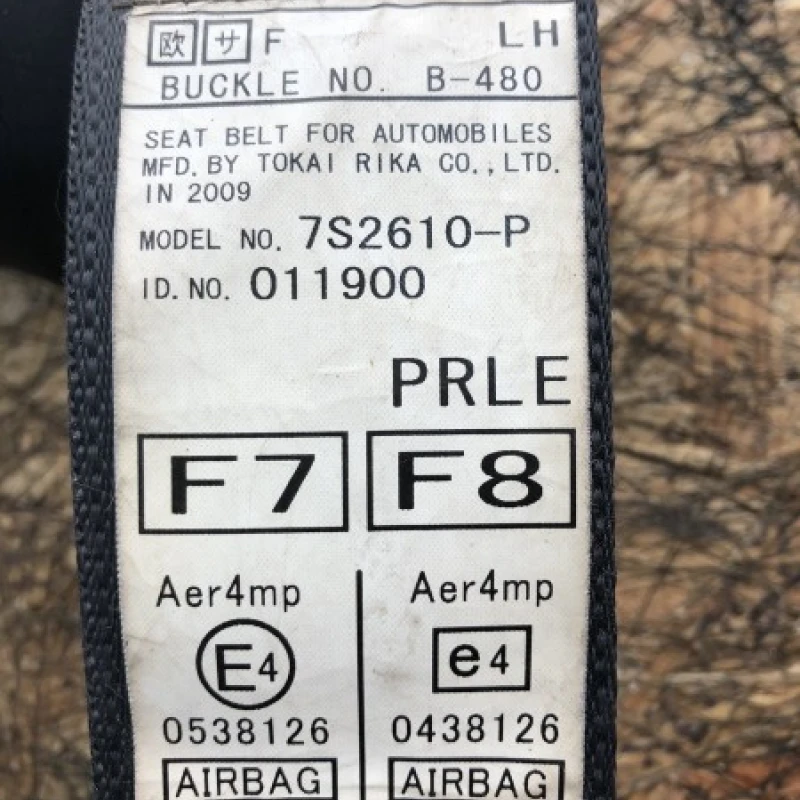 欧 サ F LH
BUCKLE NO. B-480
SEAT BELT FOR AUTOMOBILES
MFD. BY TOKAI RIKA CO., LTD.
IN 2009
MODEL NO. 7S2610-P
ID. NO. 011900
PRLE
F7 F8
Aer4mp Aer4mp
E4 e4
0538126 0438126
AIRBAG AIRBAG